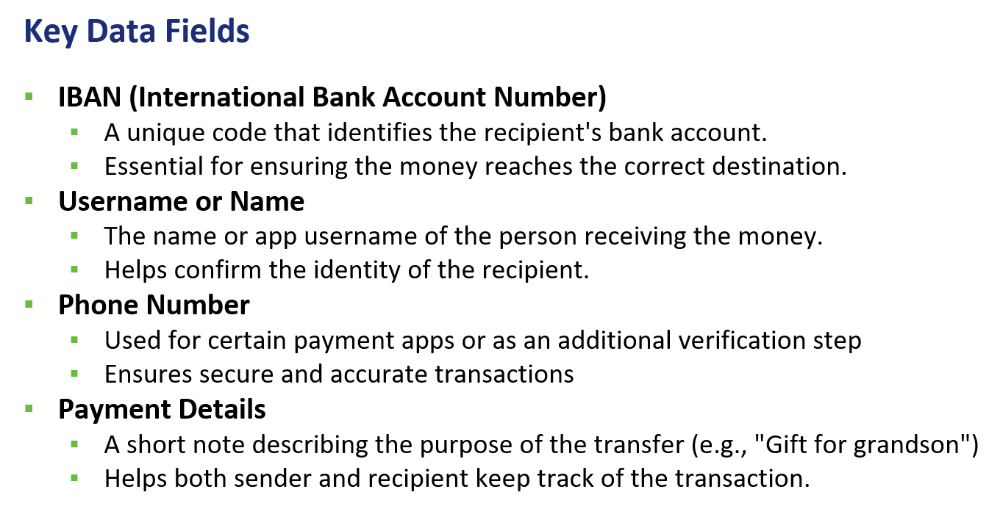 Key Data Fields
IBAN (International Bank Account Number)
A unique code that identifies the recipient's bank account.
Essential for ensuring the money reaches the correct destination.
Username or Name
The name or app username of the person receiving the money.
Helps confirm the identity of the recipient.
Phone Number
Used for certain payment apps or as an additional verification step
Ensures secure and accurate transactions
Payment Details
A short note describing the purpose of the transfer (e.g., "Gift for grandson")
Helps both sender and recipient keep track of the transaction.